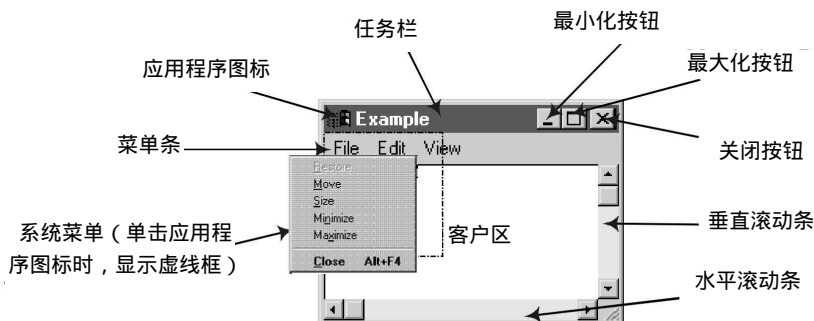 任务栏
最小化按钮
应用程序图标
最大化按钮
Example
菜单条
File Edit View
关闭按钮
Restore
Move
Size
Minimize
Maximize
Close Alt+F4
系统菜单（单击应用程
序图标时，显示虚线框）
客户区
垂直滚动条
水平滚动条